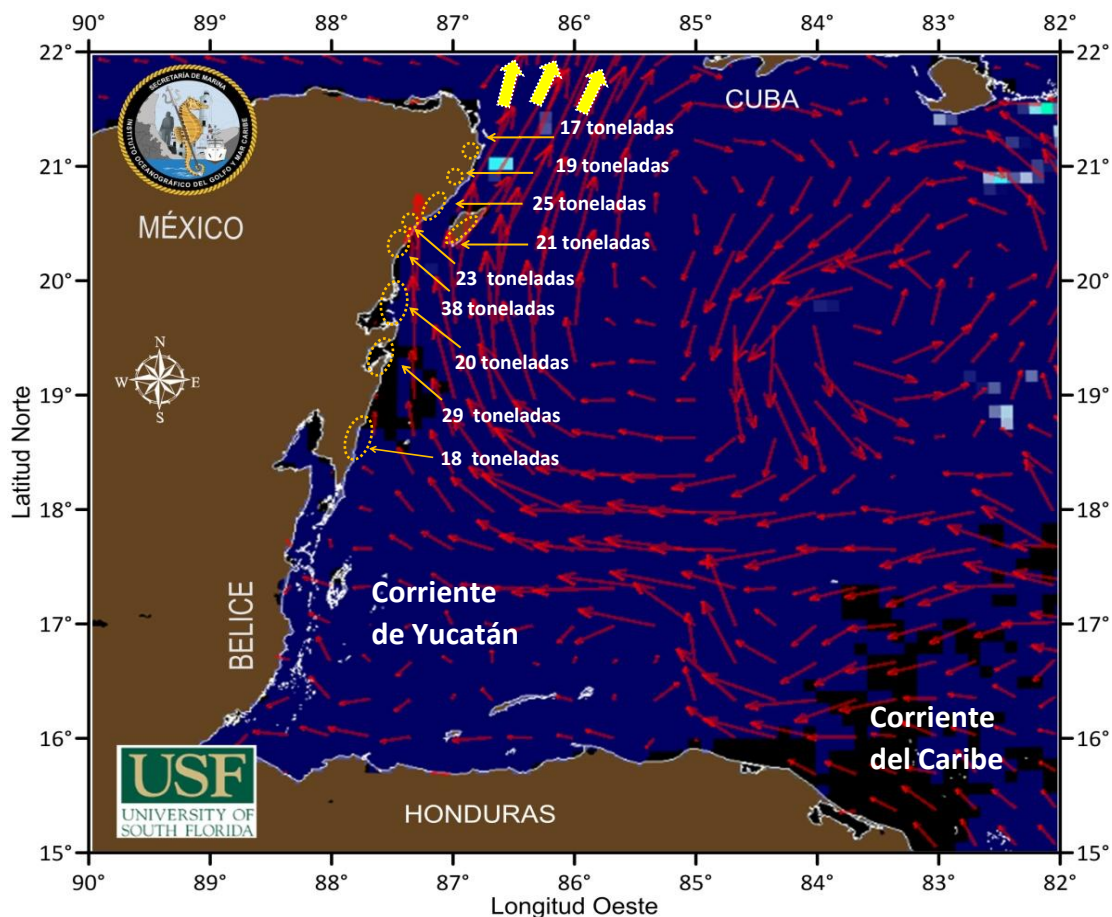 90° 89° 88° 87° 86° 85° 84° 83° 82°
22° 22°
SECRETARÍA DE MARINA
INSTITUTO OCEANOGRÁFICO DEL GOLFO Y MAR CARIBE
CUBA
17 toneladas
21° 21°
19 toneladas
25 toneladas
MÉXICO
21 toneladas
20° 20°
23 toneladas
38 toneladas
20 toneladas
N
W E
S
19° 19°
29 toneladas
18 toneladas
Latitud Norte
18° 18°
Corriente
de Yucatán
BELICE
17° 17°
Corriente
del Caribe
16° 16°
USF
UNIVERSITY OF
SOUTH FLORIDA
HONDURAS
15° 15°
90° 89° 88° 87° 86° 85° 84° 83° 82°
Longitud Oeste